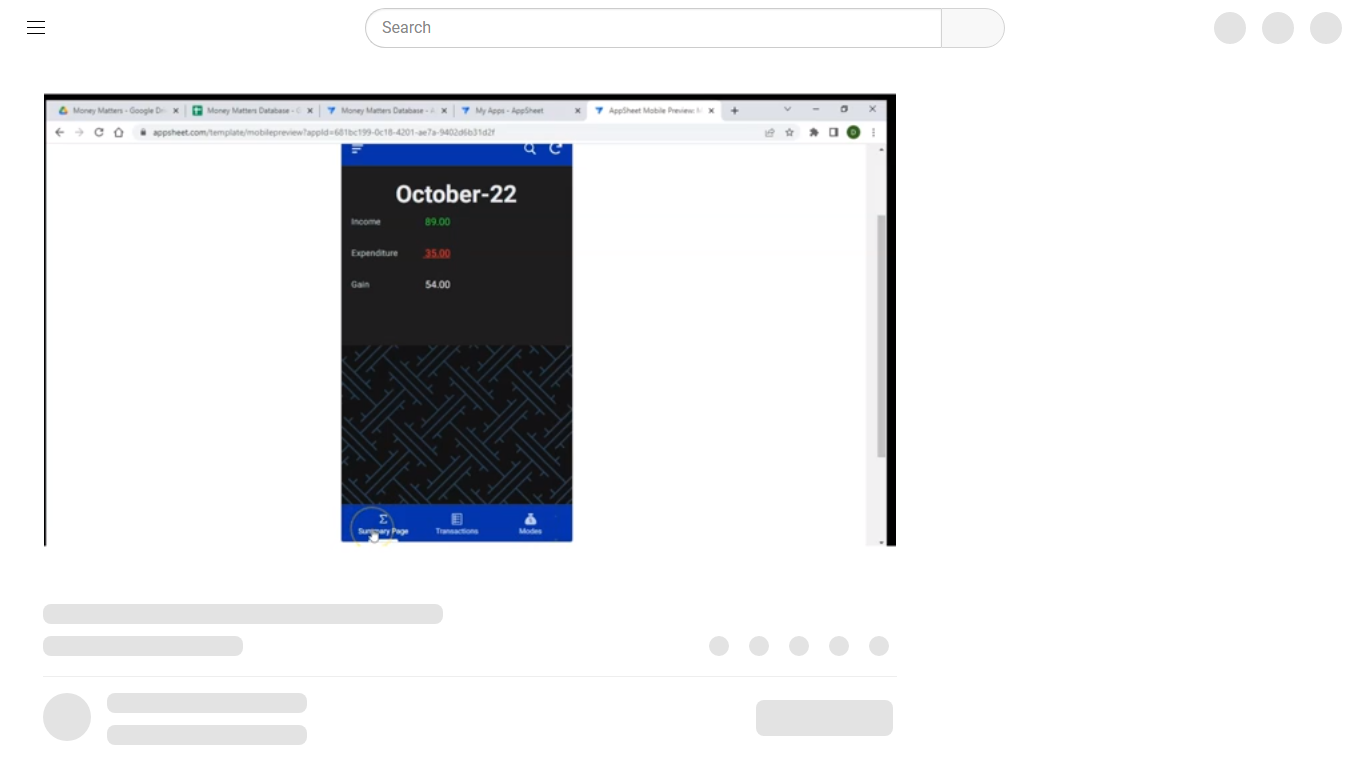 Search
Money Matters - Google Dri
Money Matters Database - G
Money Matters Database - A
My Apps - AppSheet
AppSheet Mobile Preview: M
appsheet.com/template/mobilepreview?appId=681bc199-0c18-4201-ae7a-9402d6b31d2f
October-22
Income 89.00
Expenditure 35.00
Gain 54.00
Summary Page
Transactions
Modes